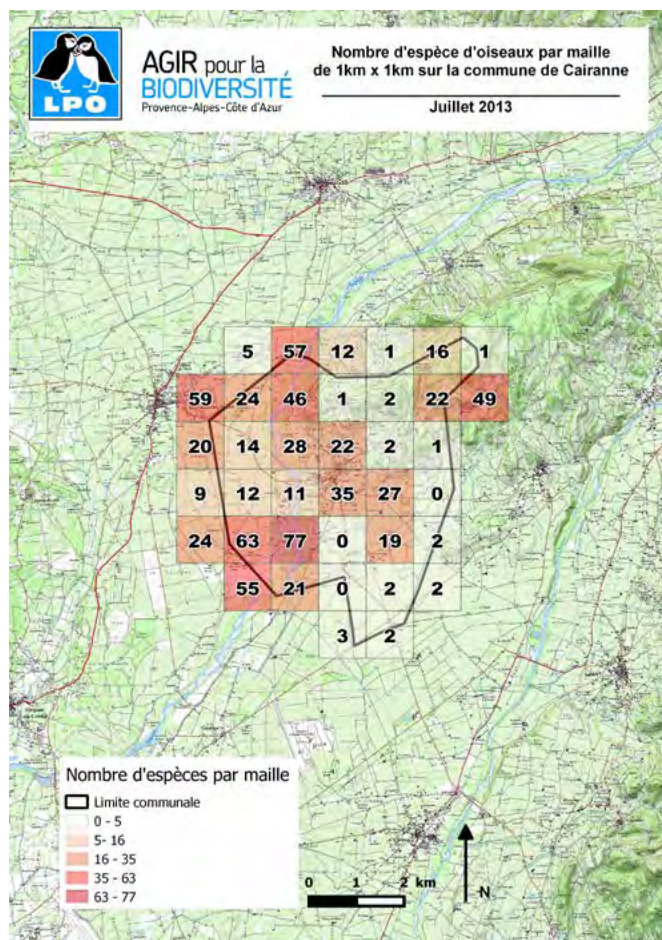 LPO
AGIR pour la
BIODIVERSITÉ
Provence-Alpes-Côte d'Azur
Nombre d'espèce d'oiseaux par maille
de 1km x 1km sur la commune de Cairanne
Juillet 2013
5 57 12 1 16 1
59 24 46 1 2 22 49
20 14 28 22 2 1
9 12 11 35 27 0
24 63 77 0 19 2
55 21 0 2 2
3 2
Nombre d'espèces par maille
Limite communale
0 - 5
5- 16
16 - 35
35 - 63
63 - 77
0 1 2 km
N